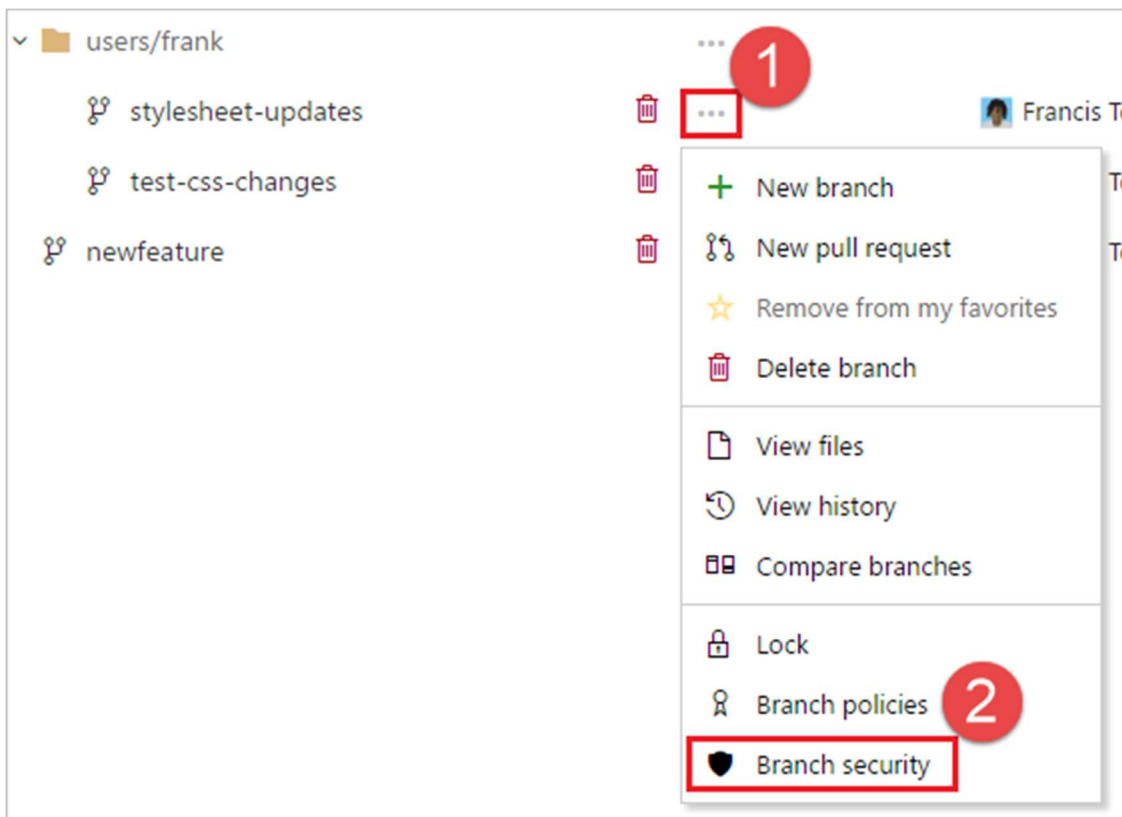 users/frank
...
1
stylesheet-updates
...
Francis
test-css-changes
newfeature
New branch
New pull request
Remove from my favorites
Delete branch
View files
View history
Compare branches
Lock
Branch policies
2
Branch security